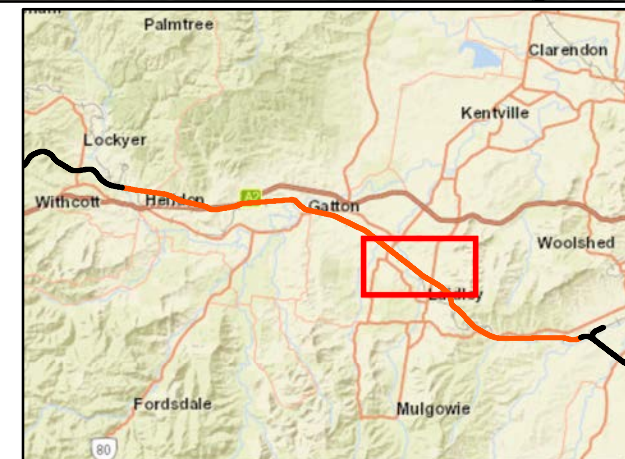 Palmtree
Clarendon
Kentville
Lockyer
Withcott
Helidon
A2
Gatton
Woolshed
Laidley
Fordsdale
Mulgowie
80